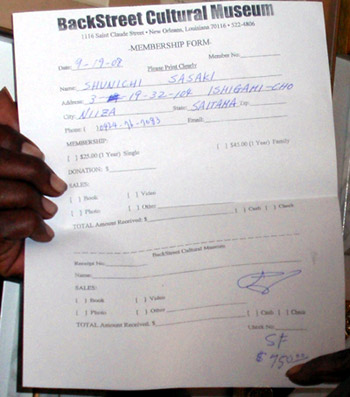 BackStreet Cultural Museum
1116 Saint Claude Street • New Orleans, Louisiana 70116 • 522-4806
-MEMBERSHIP FORM-
Date: 9-19-08 Member No.
Please Print Clearly
Name: SHUNICHI SASAKI
Address: 3-19-32-104 ISHIGAMI-CHO
City: NIIZA State: SAITAMA Zip:
Phone: ( ) Email:
MEMBERSHIP:
[ ] $25.00 (1 Year) Single [ ] $45.00 (1 Year) Family
DONATION: $
SALES:
[ ] Book [ ] Video
[ ] Photo [ ] Other [ ] Cash [ ] Check
TOTAL Amount Received: $
BackStreet Cultural Museum
Receipt No.
Name:
SALES:
[ ] Book [ ] Video
[ ] Photo [ ] Other [ ] Cash [ ] Check
TOTAL Amount Received: $ Check No.
$ 750.00